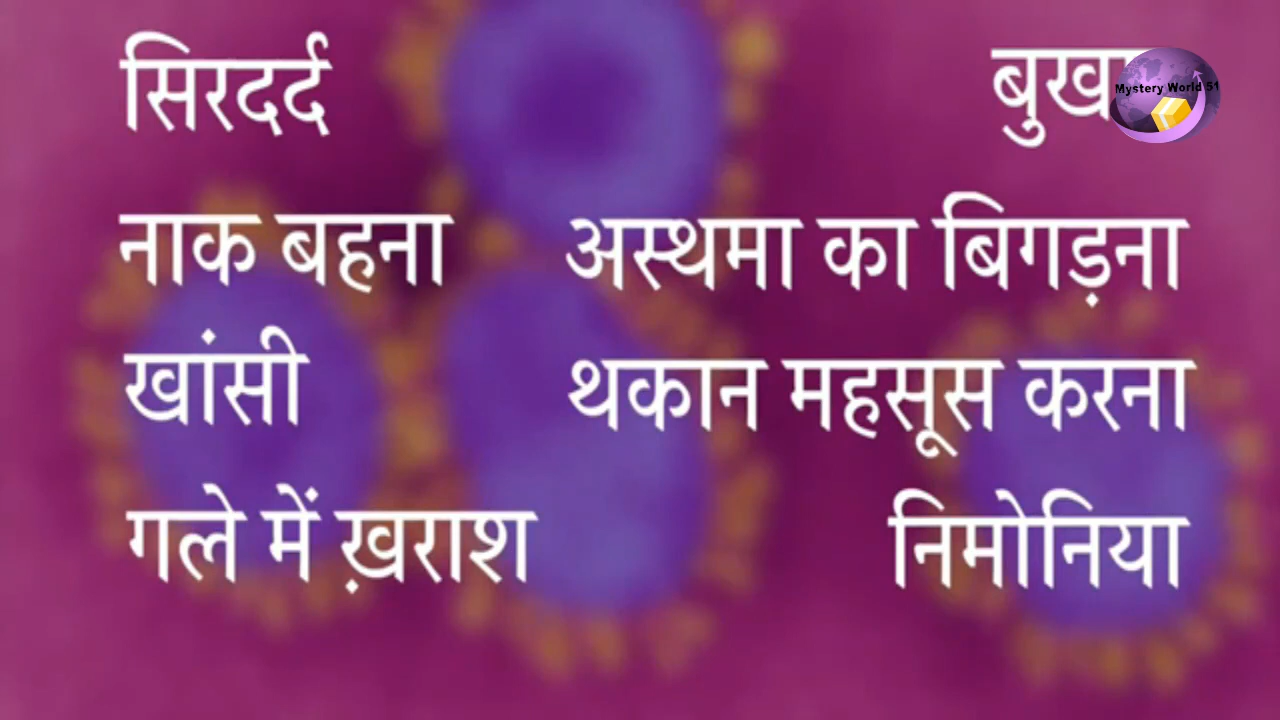 सिरदर्द
Mystery World 51
नाक बहना अस्थमा का बिगड़ना
खांसी थकान महसूस करना
गले में ख़राश निमोनिया